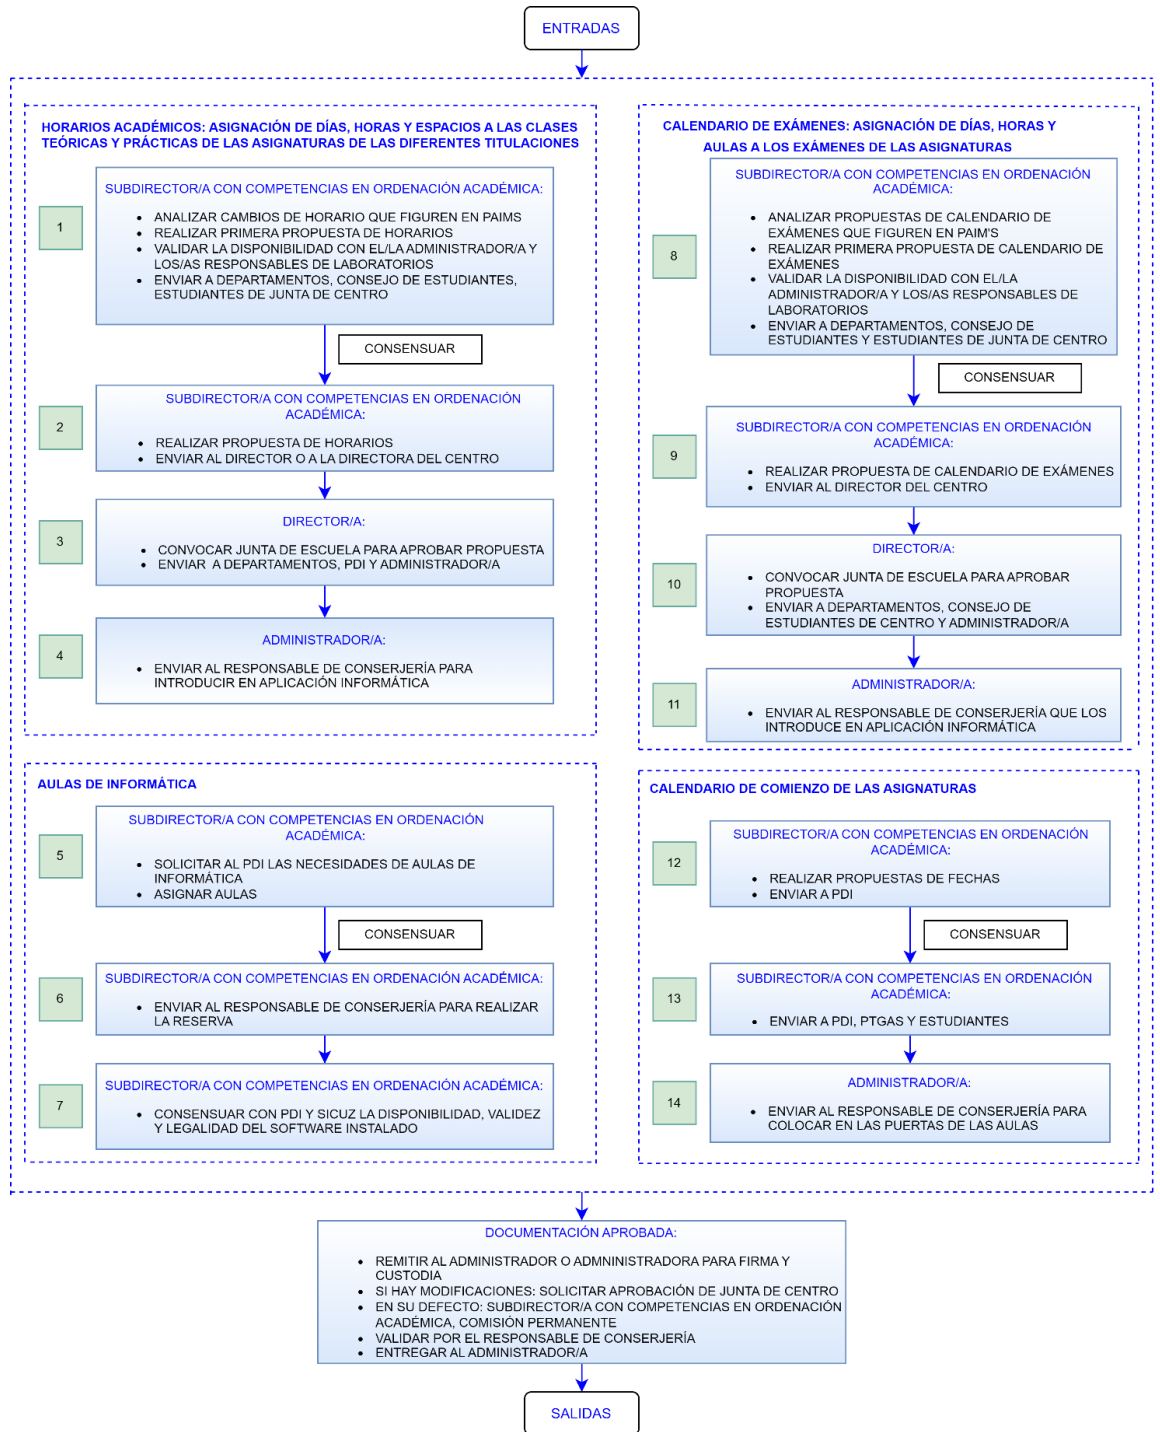 ENTRADAS
HORARIOS ACADÉMICOS: ASIGNACIÓN DE DÍAS, HORAS Y ESPACIOS A LAS CLASES
TEÓRICAS Y PRÁCTICAS DE LAS ASIGNATURAS DE LAS DIFERENTES TITULACIONES
1
SUBDIRECTOR/A CON COMPETENCIAS EN ORDENACIÓN ACADÉMICA:
• ANALIZAR CAMBIOS DE HORARIO QUE FIGUREN EN PAIMS
• REALIZAR PRIMERA PROPUESTA DE HORARIOS
• VALIDAR LA DISPONIBILIDAD CON EL/LA ADMINISTRADOR/A Y
LOS/AS RESPONSABLES DE LABORATORIOS
• ENVIAR A DEPARTAMENTOS, CONSEJO DE ESTUDIANTES,
ESTUDIANTES DE JUNTA DE CENTRO
CONSENSUAR
2
SUBDIRECTOR/A CON COMPETENCIAS EN ORDENACIÓN
ACADÉMICA:
• REALIZAR PROPUESTA DE HORARIOS
• ENVIAR AL DIRECTOR O A LA DIRECTORA DEL CENTRO
3
DIRECTOR/A:
• CONVOCAR JUNTA DE ESCUELA PARA APROBAR PROPUESTA
• ENVIAR A DEPARTAMENTOS, PDI Y ADMINISTRADOR/A
4
ADMINISTRADOR/A:
• ENVIAR AL RESPONSABLE DE CONSERJERÍA PARA
INTRODUCIR EN APLICACIÓN INFORMÁTICA
AULAS DE INFORMÁTICA
5
SUBDIRECTOR/A CON COMPETENCIAS EN ORDENACIÓN
ACADÉMICA:
• SOLICITAR AL PDI LAS NECESIDADES DE AULAS DE
INFORMÁTICA
• ASIGNAR AULAS
CONSENSUAR
6
SUBDIRECTOR/A CON COMPETENCIAS EN ORDENACIÓN ACADÉMICA:
• ENVIAR AL RESPONSABLE DE CONSERJERÍA PARA REALIZAR
LA RESERVA
7
SUBDIRECTOR/A CON COMPETENCIAS EN ORDENACIÓN ACADÉMICA:
• CONSENSUAR CON PDI Y SICUZ LA DISPONIBILIDAD, VALIDEZ
Y LEGALIDAD DEL SOFTWARE INSTALADO
CALENDARIO DE EXÁMENES: ASIGNACIÓN DE DÍAS, HORAS Y
AULAS A LOS EXÁMENES DE LAS ASIGNATURAS
8
SUBDIRECTOR/A CON COMPETENCIAS EN ORDENACIÓN
ACADÉMICA:
• ANALIZAR PROPUESTAS DE CALENDARIO DE
EXÁMENES QUE FIGUREN EN PAIM'S
• REALIZAR PRIMERA PROPUESTA DE CALENDARIO DE
EXÁMENES
• VALIDAR LA DISPONIBILIDAD CON EL/LA
ADMINISTRADOR/A Y LOS/AS RESPONSABLES DE
LABORATORIOS
• ENVIAR A DEPARTAMENTOS, CONSEJO DE
ESTUDIANTES Y ESTUDIANTES DE JUNTA DE CENTRO
CONSENSUAR
9
SUBDIRECTOR/A CON COMPETENCIAS EN ORDENACIÓN
ACADÉMICA:
• REALIZAR PROPUESTA DE CALENDARIO DE EXÁMENES
• ENVIAR AL DIRECTOR DEL CENTRO
10
DIRECTOR/A:
• CONVOCAR JUNTA DE ESCUELA PARA APROBAR
PROPUESTA
• ENVIAR A DEPARTAMENTOS, CONSEJO DE
ESTUDIANTES DE CENTRO Y ADMINISTRADOR/A
11
ADMINISTRADOR/A:
• ENVIAR AL RESPONSABLE DE CONSERJERÍA QUE LOS
INTRODUCE EN APLICACIÓN INFORMÁTICA
CALENDARIO DE COMIENZO DE LAS ASIGNATURAS
12
SUBDIRECTOR/A CON COMPETENCIAS EN ORDENACIÓN
ACADÉMICA:
• REALIZAR PROPUESTAS DE FECHAS
• ENVIAR A PDI
CONSENSUAR
13
SUBDIRECTOR/A CON COMPETENCIAS EN ORDENACIÓN
ACADÉMICA:
• ENVIAR A PDI, PTGAS Y ESTUDIANTES
14
ADMINISTRADOR/A:
• ENVIAR AL RESPONSABLE DE CONSERJERÍA PARA
COLOCAR EN LAS PUERTAS DE LAS AULAS
DOCUMENTACIÓN APROBADA:
• REMITIR AL ADMINISTRADOR O ADMNINISTRADORA PARA FIRMA Y
CUSTODIA
• SI HAY MODIFICACIONES: SOLICITAR APROBACIÓN DE JUNTA DE CENTRO
• EN SU DEFECTO: SUBDIRECTOR/A CON COMPETENCIAS EN ORDENACIÓN
ACADÉMICA, COMISIÓN PERMANENTE
• VALIDAR POR EL RESPONSABLE DE CONSERJERÍA
• ENTREGAR AL ADMINISTRADOR/A
SALIDAS